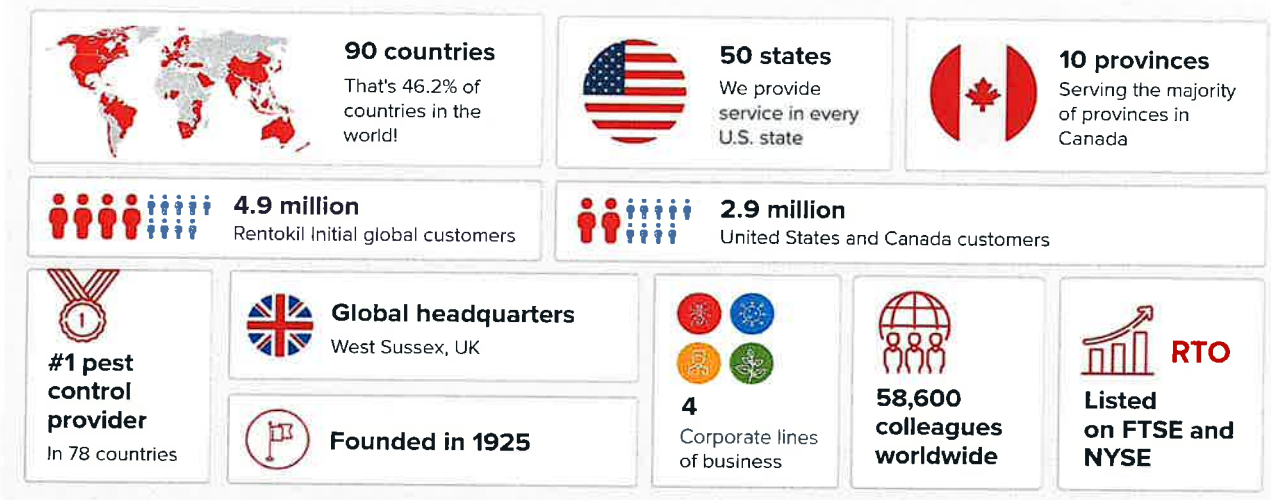 90 countries
That's 46.2% of
countries in the
world!
50 states
We provide
service in every
U.S. state
10 provinces
Serving the majority
of provinces in
Canada
4.9 million
Rentokil Initial global customers
2.9 million
United States and Canada customers
1
#1 pest
control
provider
In 78 countries
Global headquarters
West Sussex, UK
Founded in 1925
4
Corporate lines
of business
58,600
colleagues
worldwide
RTO
Listed
on FTSE and
NYSE